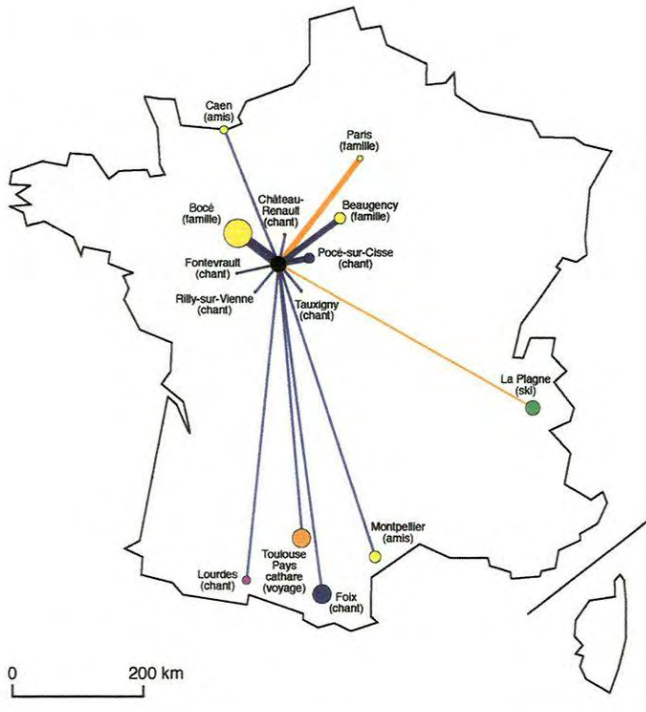 Caen
(amis)
Paris
(famille)
Château-
Renault
(chant)
Beaugency
(famille)
Bocé
(famille)
Pocé-sur-Cisse
(chant)
Fontevrault
(chant)
Rilly-sur-Vienne
(chant)
Tauxigny
(chant)
La Plagne
(ski)
Montpellier
(amis)
Toulouse
Pays
cathare
(voyage)
Lourdes
(chant)
Foix
(chant)
0 200 km